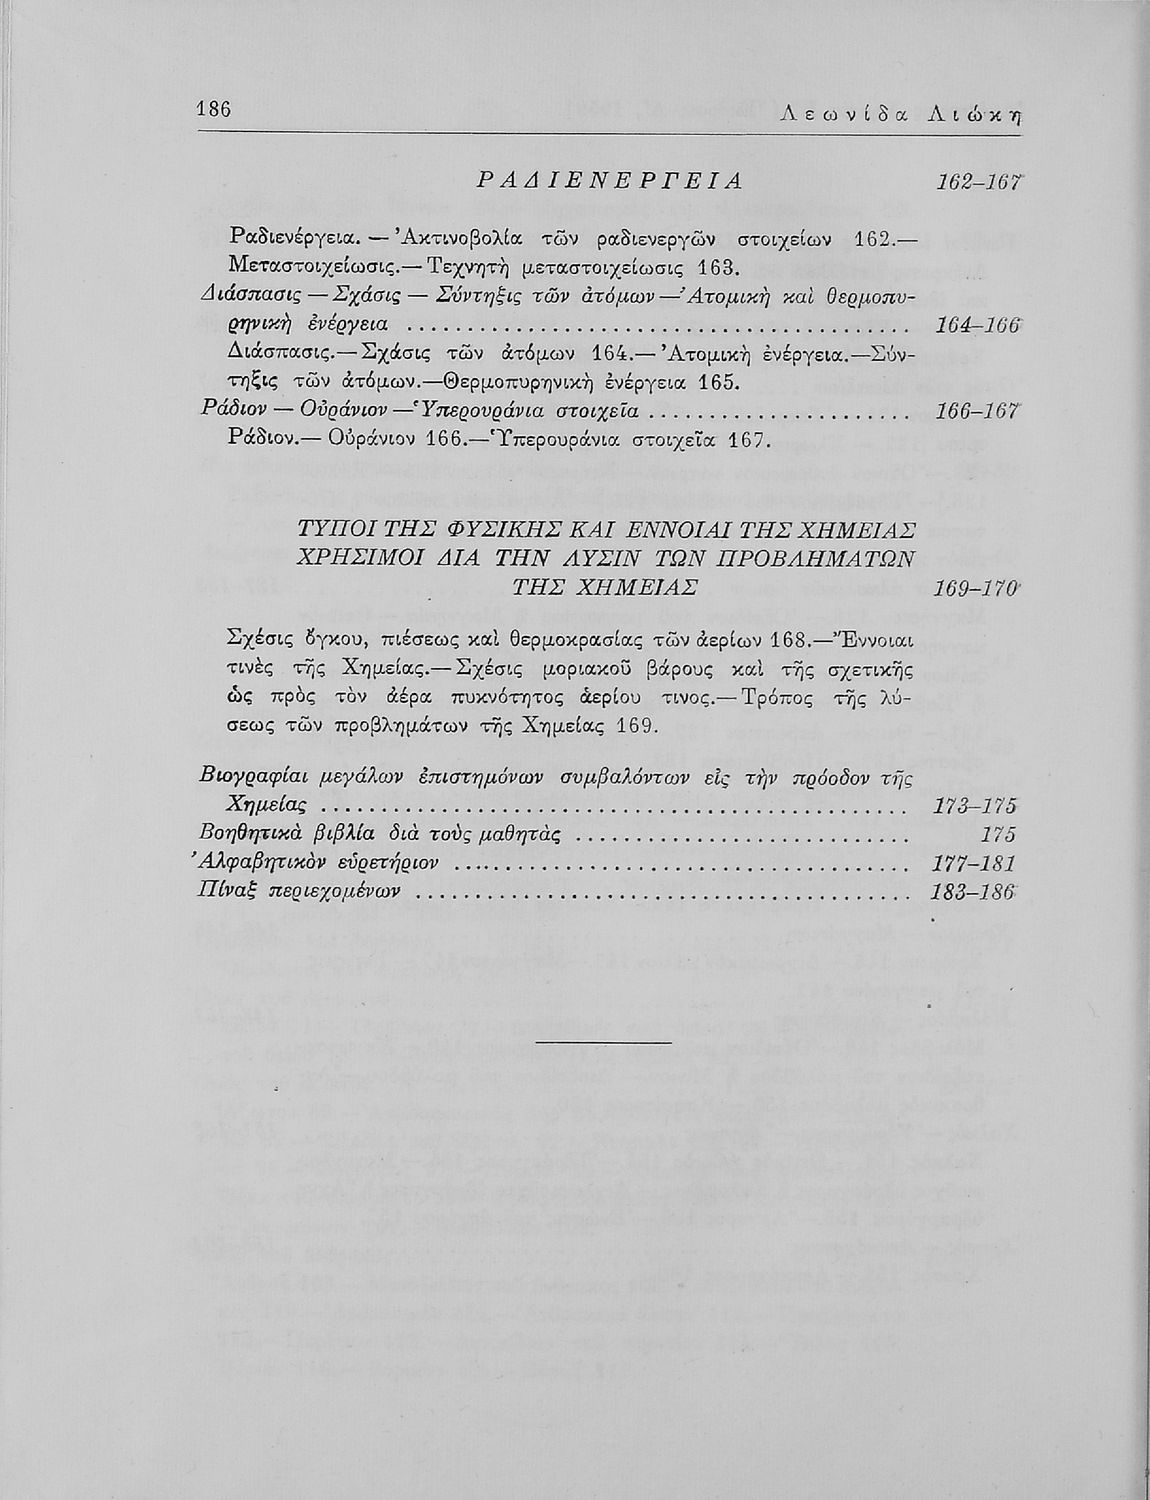 186 Λεωνίδα Λιώκη
ΡΑΔΙΕΝΕΡΓΕΙΑ 162–167
Ραδιενέργεια. — Ἀκτινοβολία τῶν ραδιενεργῶν στοιχείων 162.—
Μεταστοιχείωσις.— Τεχνητὴ μεταστοιχείωσις 163.
Διάσπασις — Σχάσις — Σύντηξις τῶν ἀτόμων — Ἀτομικὴ καὶ θερμοπυ-
ρηνικὴ ἐνέργεια ........................................ 164–166
Διάσπασις.— Σχάσις τῶν ἀτόμων 164.— Ἀτομικὴ ἐνέργεια.—Σύν-
τηξις τῶν ἀτόμων.—Θερμοπυρηνικὴ ἐνέργεια 165.
Ράδιον — Οὐράνιον —Ὑπερουράνια στοιχεῖα ...................... 166–167
Ράδιον.— Οὐράνιον 166.—Ὑπερουράνια στοιχεῖα 167.
ΤΥΠΟΙ ΤΗΣ ΦΥΣΙΚΗΣ ΚΑΙ ΕΝΝΟΙΑΙ ΤΗΣ ΧΗΜΕΙΑΣ
ΧΡΗΣΙΜΟΙ ΔΙΑ ΤΗΝ ΛΥΣΙΝ ΤΩΝ ΠΡΟΒΛΗΜΑΤΩΝ
ΤΗΣ ΧΗΜΕΙΑΣ 169–170
Σχέσις ὄγκου, πιέσεως καὶ θερμοκρασίας τῶν ἀερίων 168.—Ἔννοιαι
τινὲς τῆς Χημείας.— Σχέσις μοριακοῦ βάρους καὶ τῆς σχετικῆς
ὡς πρὸς τὸν ἀέρα πυκνότητος ἀερίου τινος.— Τρόπος τῆς λύ-
σεως τῶν προβλημάτων τῆς Χημείας 169.
Βιογραφίαι μεγάλων ἐπιστημόνων συμβαλόντων εἰς τὴν πρόοδον τῆς
Χημείας ................................................ 173–175
Βοηθητικὰ βιβλία διὰ τοὺς μαθητὰς ............................ 175
Ἀλφαβητικὸν εὑρετήριον ...................................... 177–181
Πίναξ περιεχομένων .......................................... 183–186